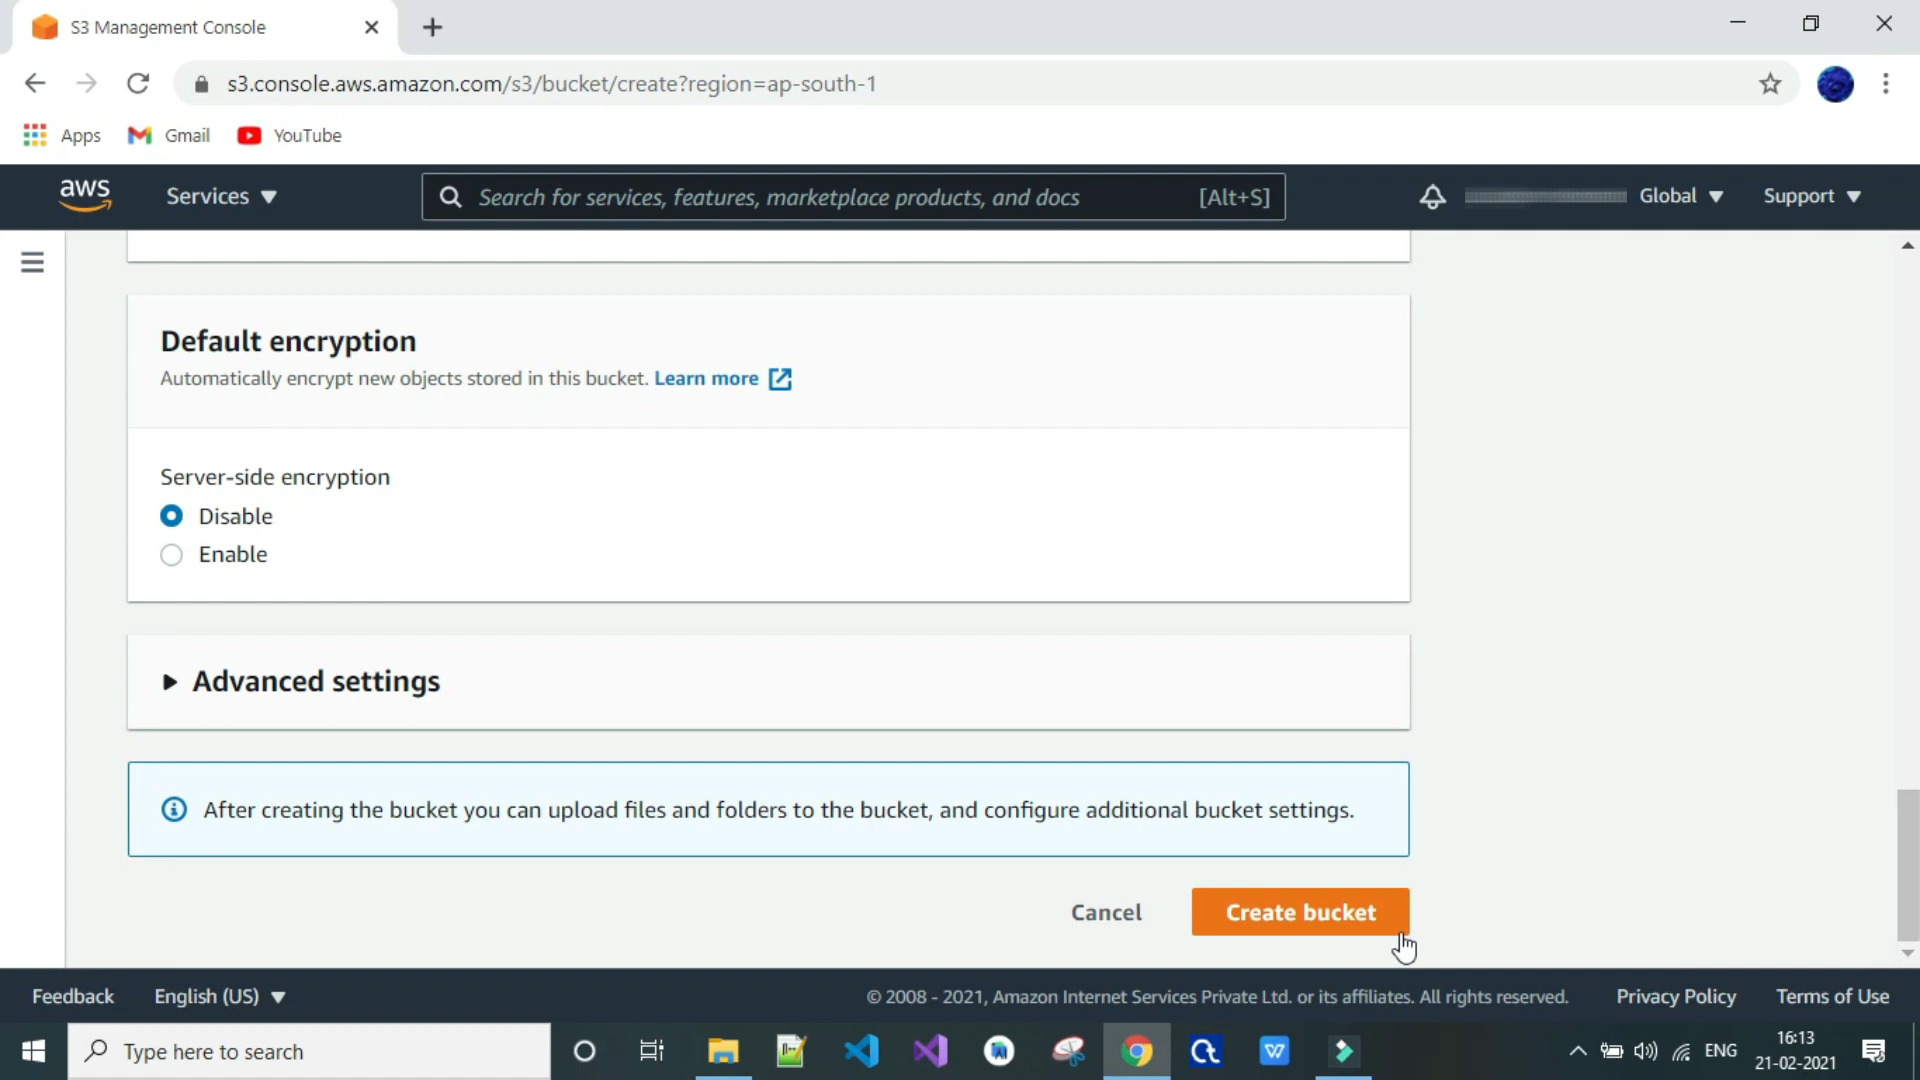 S3 Management Console
s3.console.aws.amazon.com/s3/bucket/create?region=ap-south-1
Apps
Gmail
YouTube
aws
Services
Search for services, features, marketplace products, and docs
[Alt+S]
Global
Support
Default encryption
Automatically encrypt new objects stored in this bucket. Learn more
Server-side encryption
Disable
Enable
Advanced settings
After creating the bucket you can upload files and folders to the bucket, and configure additional bucket settings.
Cancel
Create bucket
Feedback
English (US)
© 2008 - 2021, Amazon Internet Services Private Ltd. or its affiliates. All rights reserved.
Privacy Policy
Terms of Use
Type here to search
ENG
16:13
21-02-2021